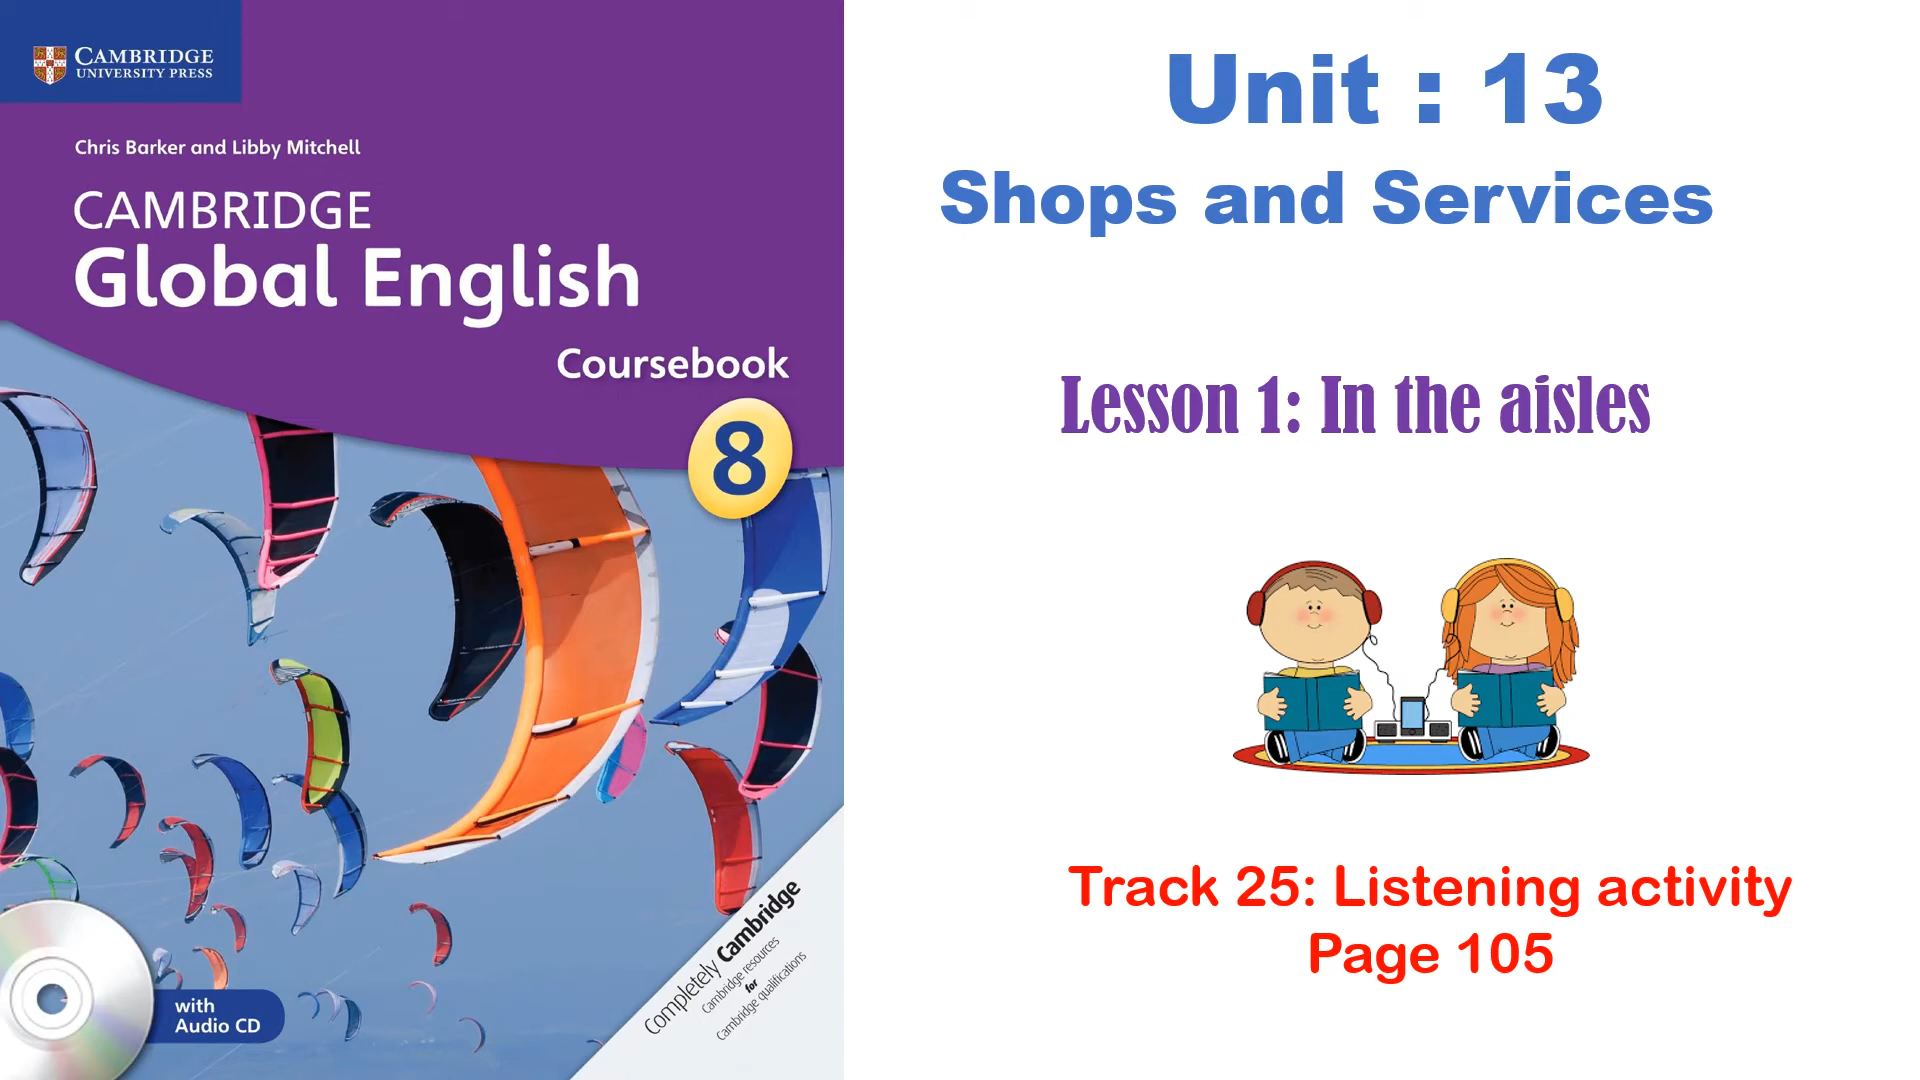 CAMBRIDGE
UNIVERSITY PRESS
Chris Barker and Libby Mitchell
CAMBRIDGE
Global English
Coursebook
8
Completely Cambridge
Cambridge resources
for
Cambridge qualifications
with
Audio CD
Unit : 13
Shops and Services
Lesson 1: In the aisles
Track 25: Listening activity
Page 105